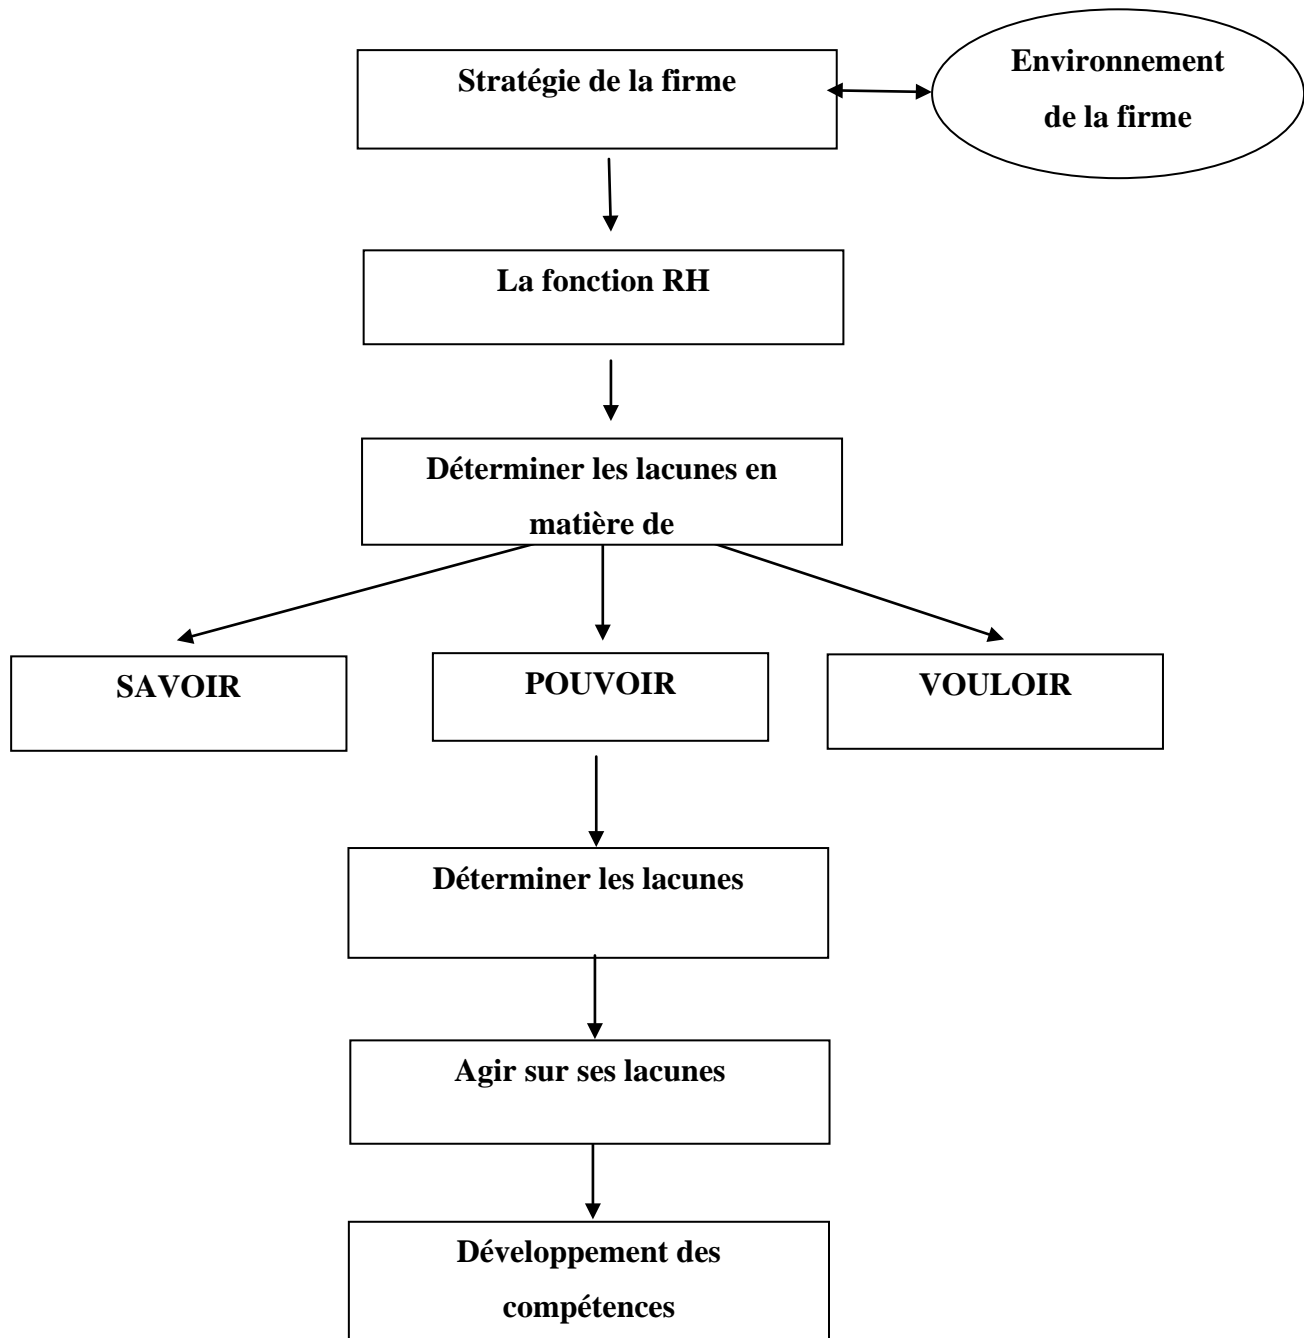 Stratégie de la firme
Environnement
de la firme
La fonction RH
Déterminer les lacunes en
matière de
SAVOIR
POUVOIR
VOULOIR
Déterminer les lacunes
Agir sur ses lacunes
Développement des
compétences